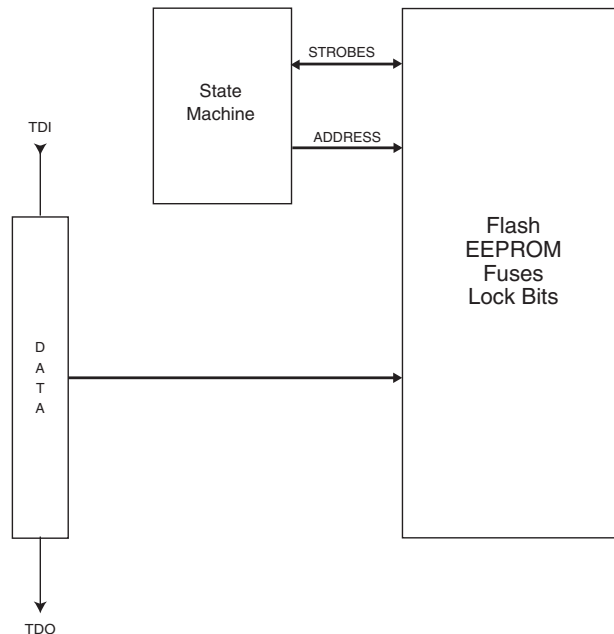 STROBES
State
Machine
ADDRESS
TDI
Flash
EEPROM
Fuses
Lock Bits
D
A
T
A
TDO